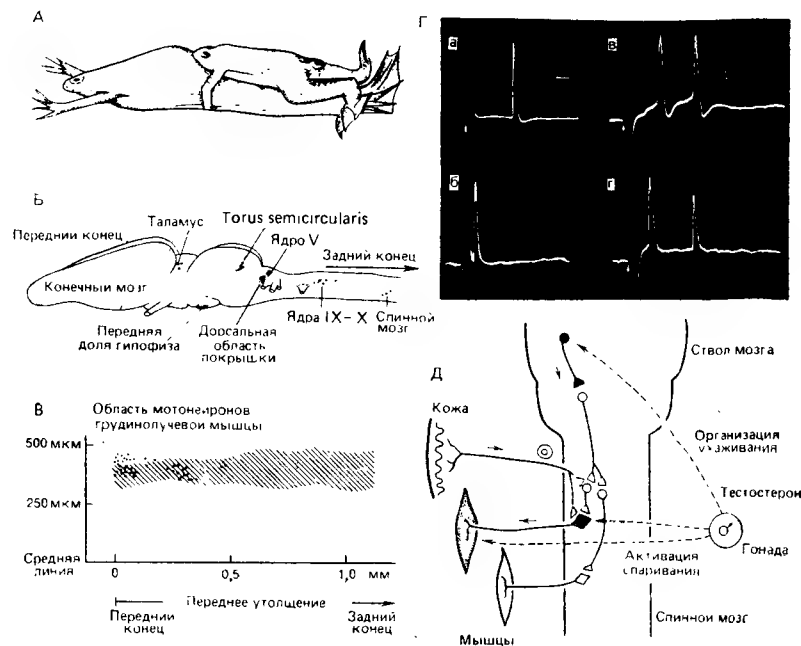 А
Б
Передний конец
Таламус
Torus semicircularis
Ядро V
Задний конец
Конечный мозг
Передняя
доля гипофиза
Дорсальная
область
покрышки
Ядра IX–X
Спинной
мозг
В
Область мотонейронов
грудинолучевой мышцы
500 мкм
250 мкм
Средняя
линия
0
0,5
1,0 мм
Переднее утолщение
Передний
конец
Задний
конец
Г
а
в
б
г
Д
Ствол мозга
Кожа
Организация
ухаживания
Тестостерон
Гонада
Активация
спаривания
Мышцы
Спинной мозг